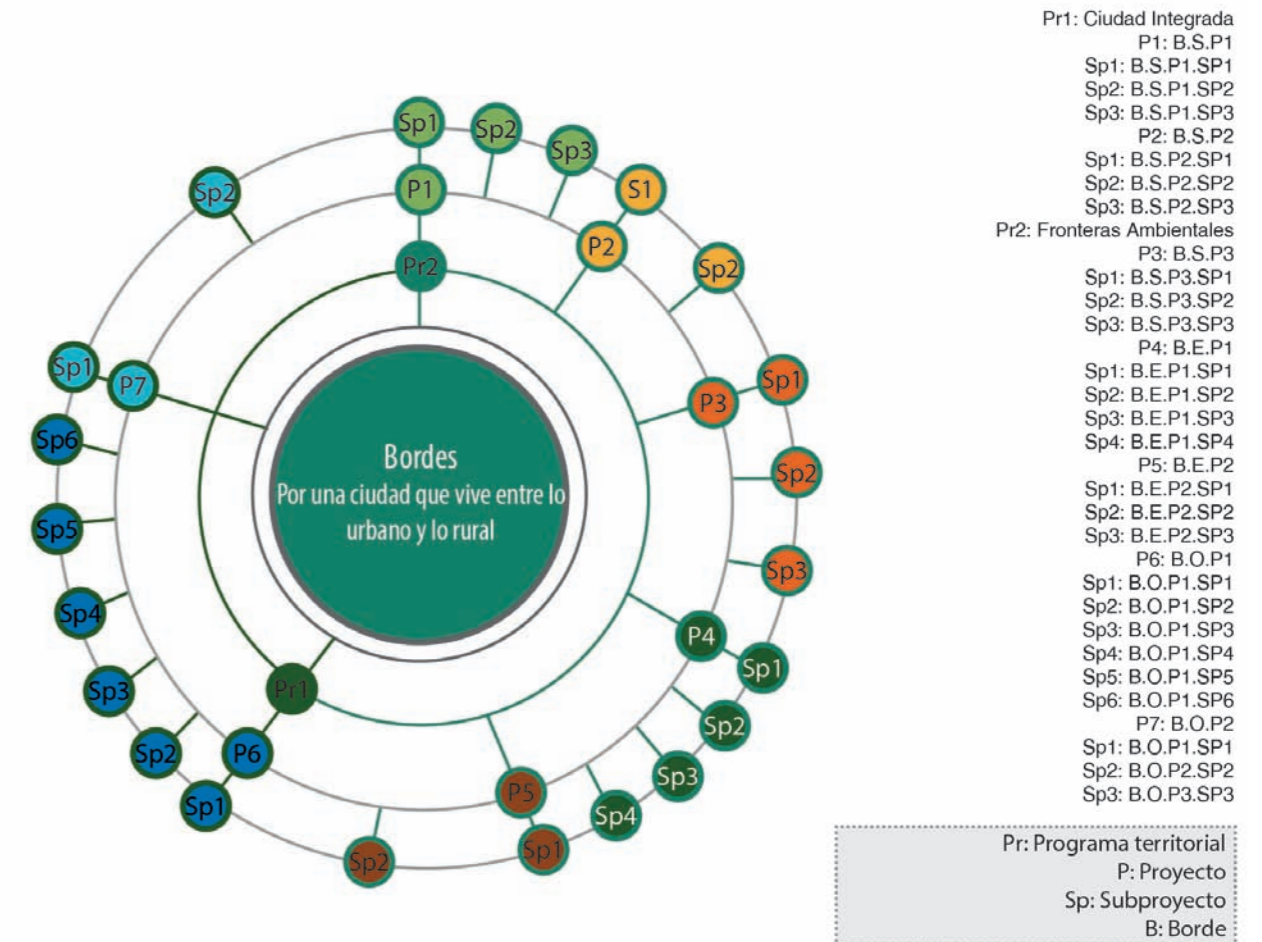 Sp1
Sp2
Sp3
S1
Sp2
P1
P2
Pr2
Sp2
Sp1
P7
Sp1
P3
Sp6
Sp2
Sp5
Sp3
Bordes
Por una ciudad que vive entre lo
urbano y lo rural
Sp4
P4
Sp1
Sp3
Pr1
Sp2
Sp2
P6
Sp3
Sp1
P5
Sp4
Sp2
Sp1
Pr1: Ciudad Integrada
P1: B.S.P1
Sp1: B.S.P1.SP1
Sp2: B.S.P1.SP2
Sp3: B.S.P1.SP3
P2: B.S.P2
Sp1: B.S.P2.SP1
Sp2: B.S.P2.SP2
Sp3: B.S.P2.SP3
Pr2: Fronteras Ambientales
P3: B.S.P3
Sp1: B.S.P3.SP1
Sp2: B.S.P3.SP2
Sp3: B.S.P3.SP3
P4: B.E.P1
Sp1: B.E.P1.SP1
Sp2: B.E.P1.SP2
Sp3: B.E.P1.SP3
Sp4: B.E.P1.SP4
P5: B.E.P2
Sp1: B.E.P2.SP1
Sp2: B.E.P2.SP2
Sp3: B.E.P2.SP3
P6: B.O.P1
Sp1: B.O.P1.SP1
Sp2: B.O.P1.SP2
Sp3: B.O.P1.SP3
Sp4: B.O.P1.SP4
Sp5: B.O.P1.SP5
Sp6: B.O.P1.SP6
P7: B.O.P2
Sp1: B.O.P1.SP1
Sp2: B.O.P2.SP2
Sp3: B.O.P3.SP3
Pr: Programa territorial
P: Proyecto
Sp: Subproyecto
B: Borde